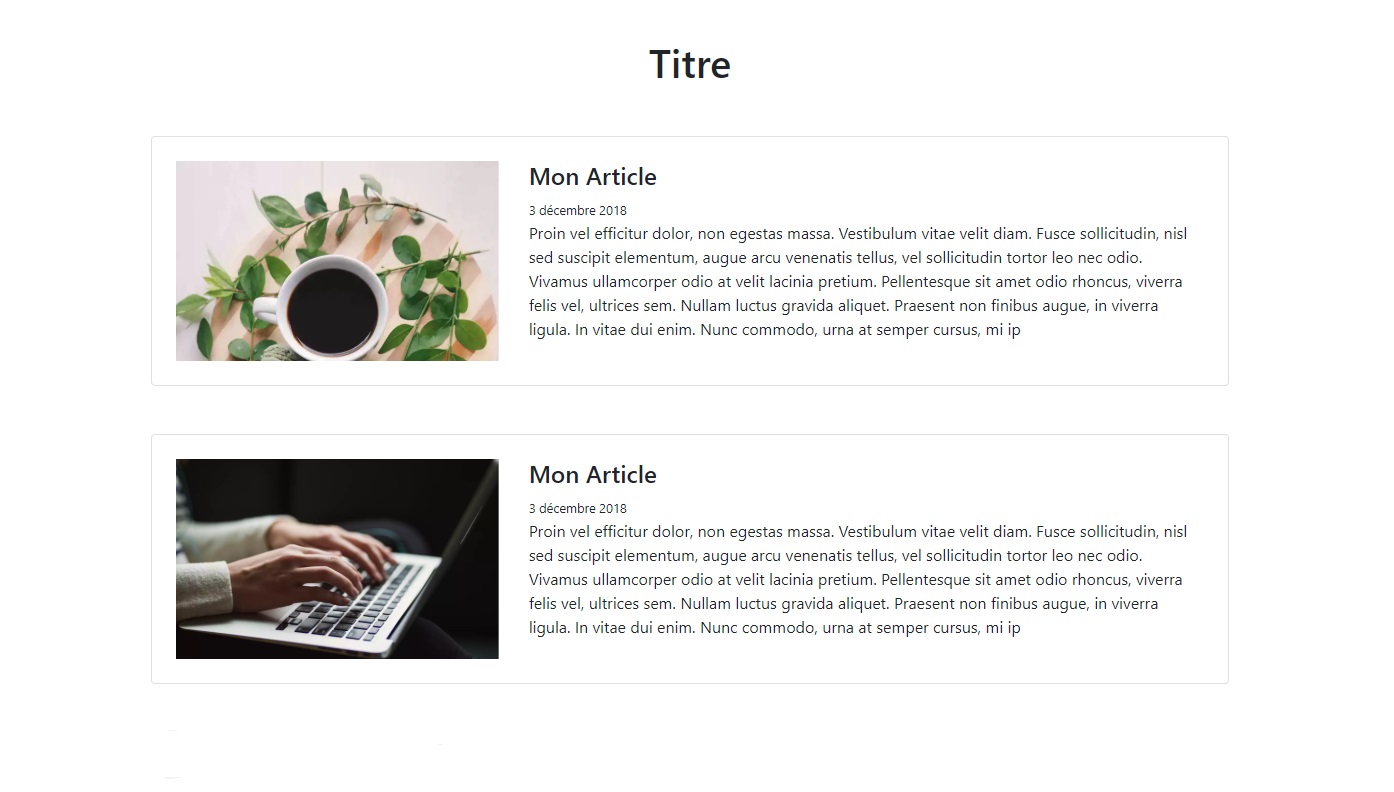 Titre
Mon Article
3 décembre 2018
Proin vel efficitur dolor, non egestas massa. Vestibulum vitae velit diam. Fusce sollicitudin, nisl
sed suscipit elementum, augue arcu venenatis tellus, vel sollicitudin tortor leo nec odio.
Vivamus ullamcorper odio at velit lacinia pretium. Pellentesque sit amet odio rhoncus, viverra
felis vel, ultrices sem. Nullam luctus gravida aliquet. Praesent non finibus augue, in viverra
ligula. In vitae dui enim. Nunc commodo, urna at semper cursus, mi ip
Mon Article
3 décembre 2018
Proin vel efficitur dolor, non egestas massa. Vestibulum vitae velit diam. Fusce sollicitudin, nisl
sed suscipit elementum, augue arcu venenatis tellus, vel sollicitudin tortor leo nec odio.
Vivamus ullamcorper odio at velit lacinia pretium. Pellentesque sit amet odio rhoncus, viverra
felis vel, ultrices sem. Nullam luctus gravida aliquet. Praesent non finibus augue, in viverra
ligula. In vitae dui enim. Nunc commodo, urna at semper cursus, mi ip